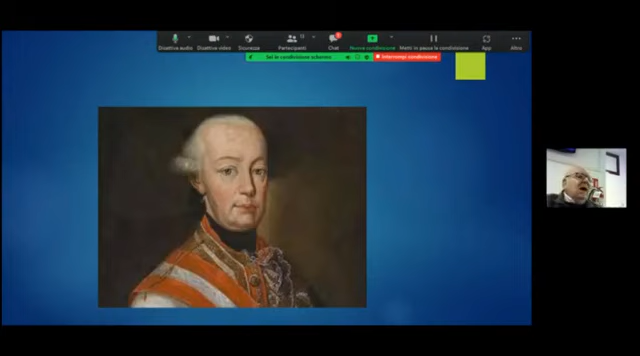 Disattiva audio Disattiva video Sicurezza Partecipanti Chat Nuova condivisione Metti in pausa la condivisione App Altro
Sei in condivisione schermo Interrompi condivisione